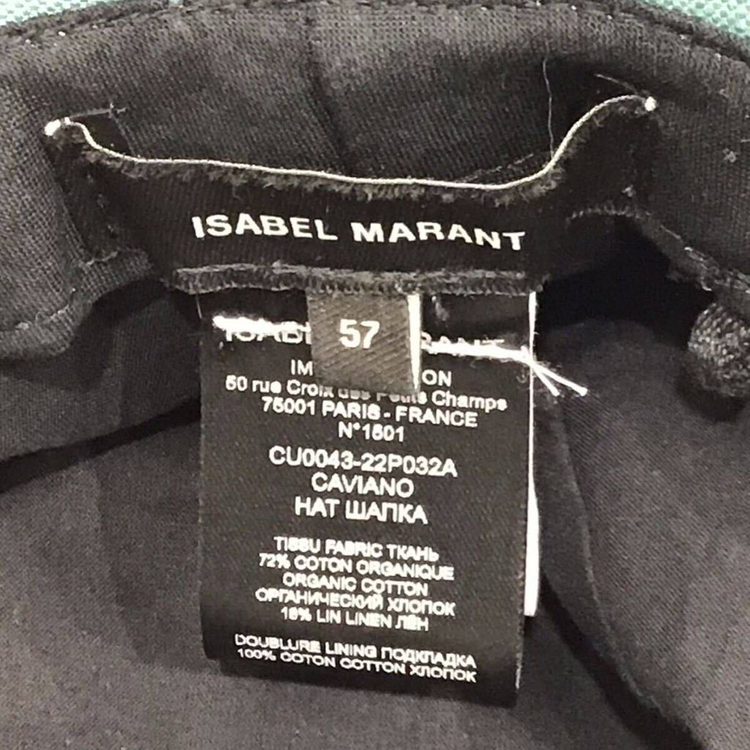 ISABEL MARANT
57
50 rue Croix des Petits Champs
75001 PARIS - FRANCE
N°1501
CU0043-22P032A
CAVIANO
HAT ШАПКА
TISSU FABRIC ТКАНЬ
72% COTON ORGANIQUE
ORGANIC COTTON
ОРГАНИЧЕСКИЙ ХЛОПОК
18% LIN LINEN ЛЁН
DOUBLURE LINING ПОДКЛАДКА
100% COTON COTTON ХЛОПОК